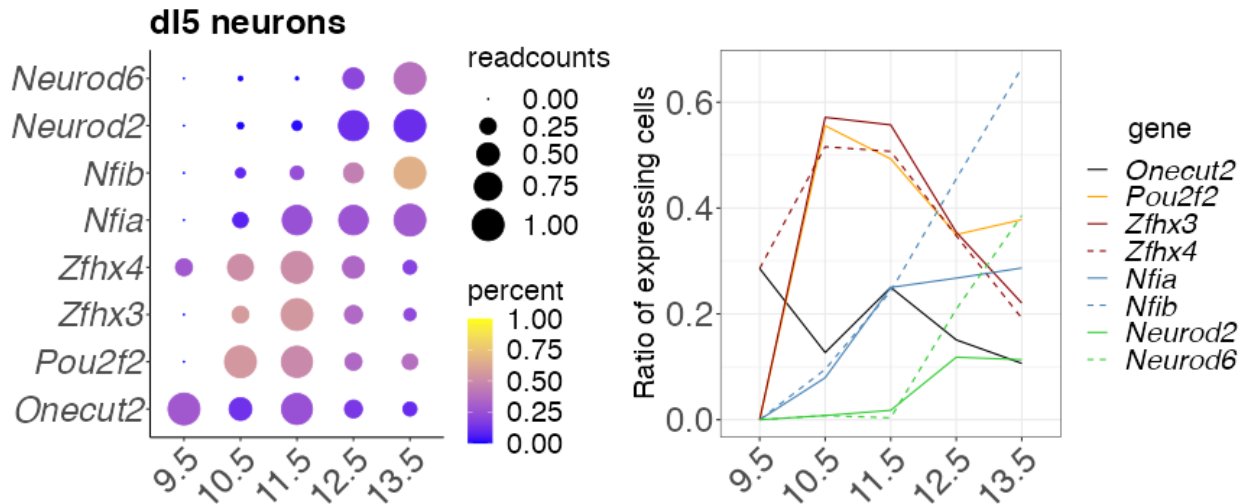 dI5 neurons
Neurod6
Neurod2
Nfib
Nfia
Zfhx4
Zfhx3
Pou2f2
Onecut2
9.5 10.5 11.5 12.5 13.5
readcounts
0.00
0.25
0.50
0.75
1.00
percent
1.00
0.75
0.50
0.25
0.00
Ratio of expressing cells
0.6
0.4
0.2
0.0
9.5 10.5 11.5 12.5 13.5
gene
Onecut2
Pou2f2
Zfhx3
Zfhx4
Nfia
Nfib
Neurod2
Neurod6